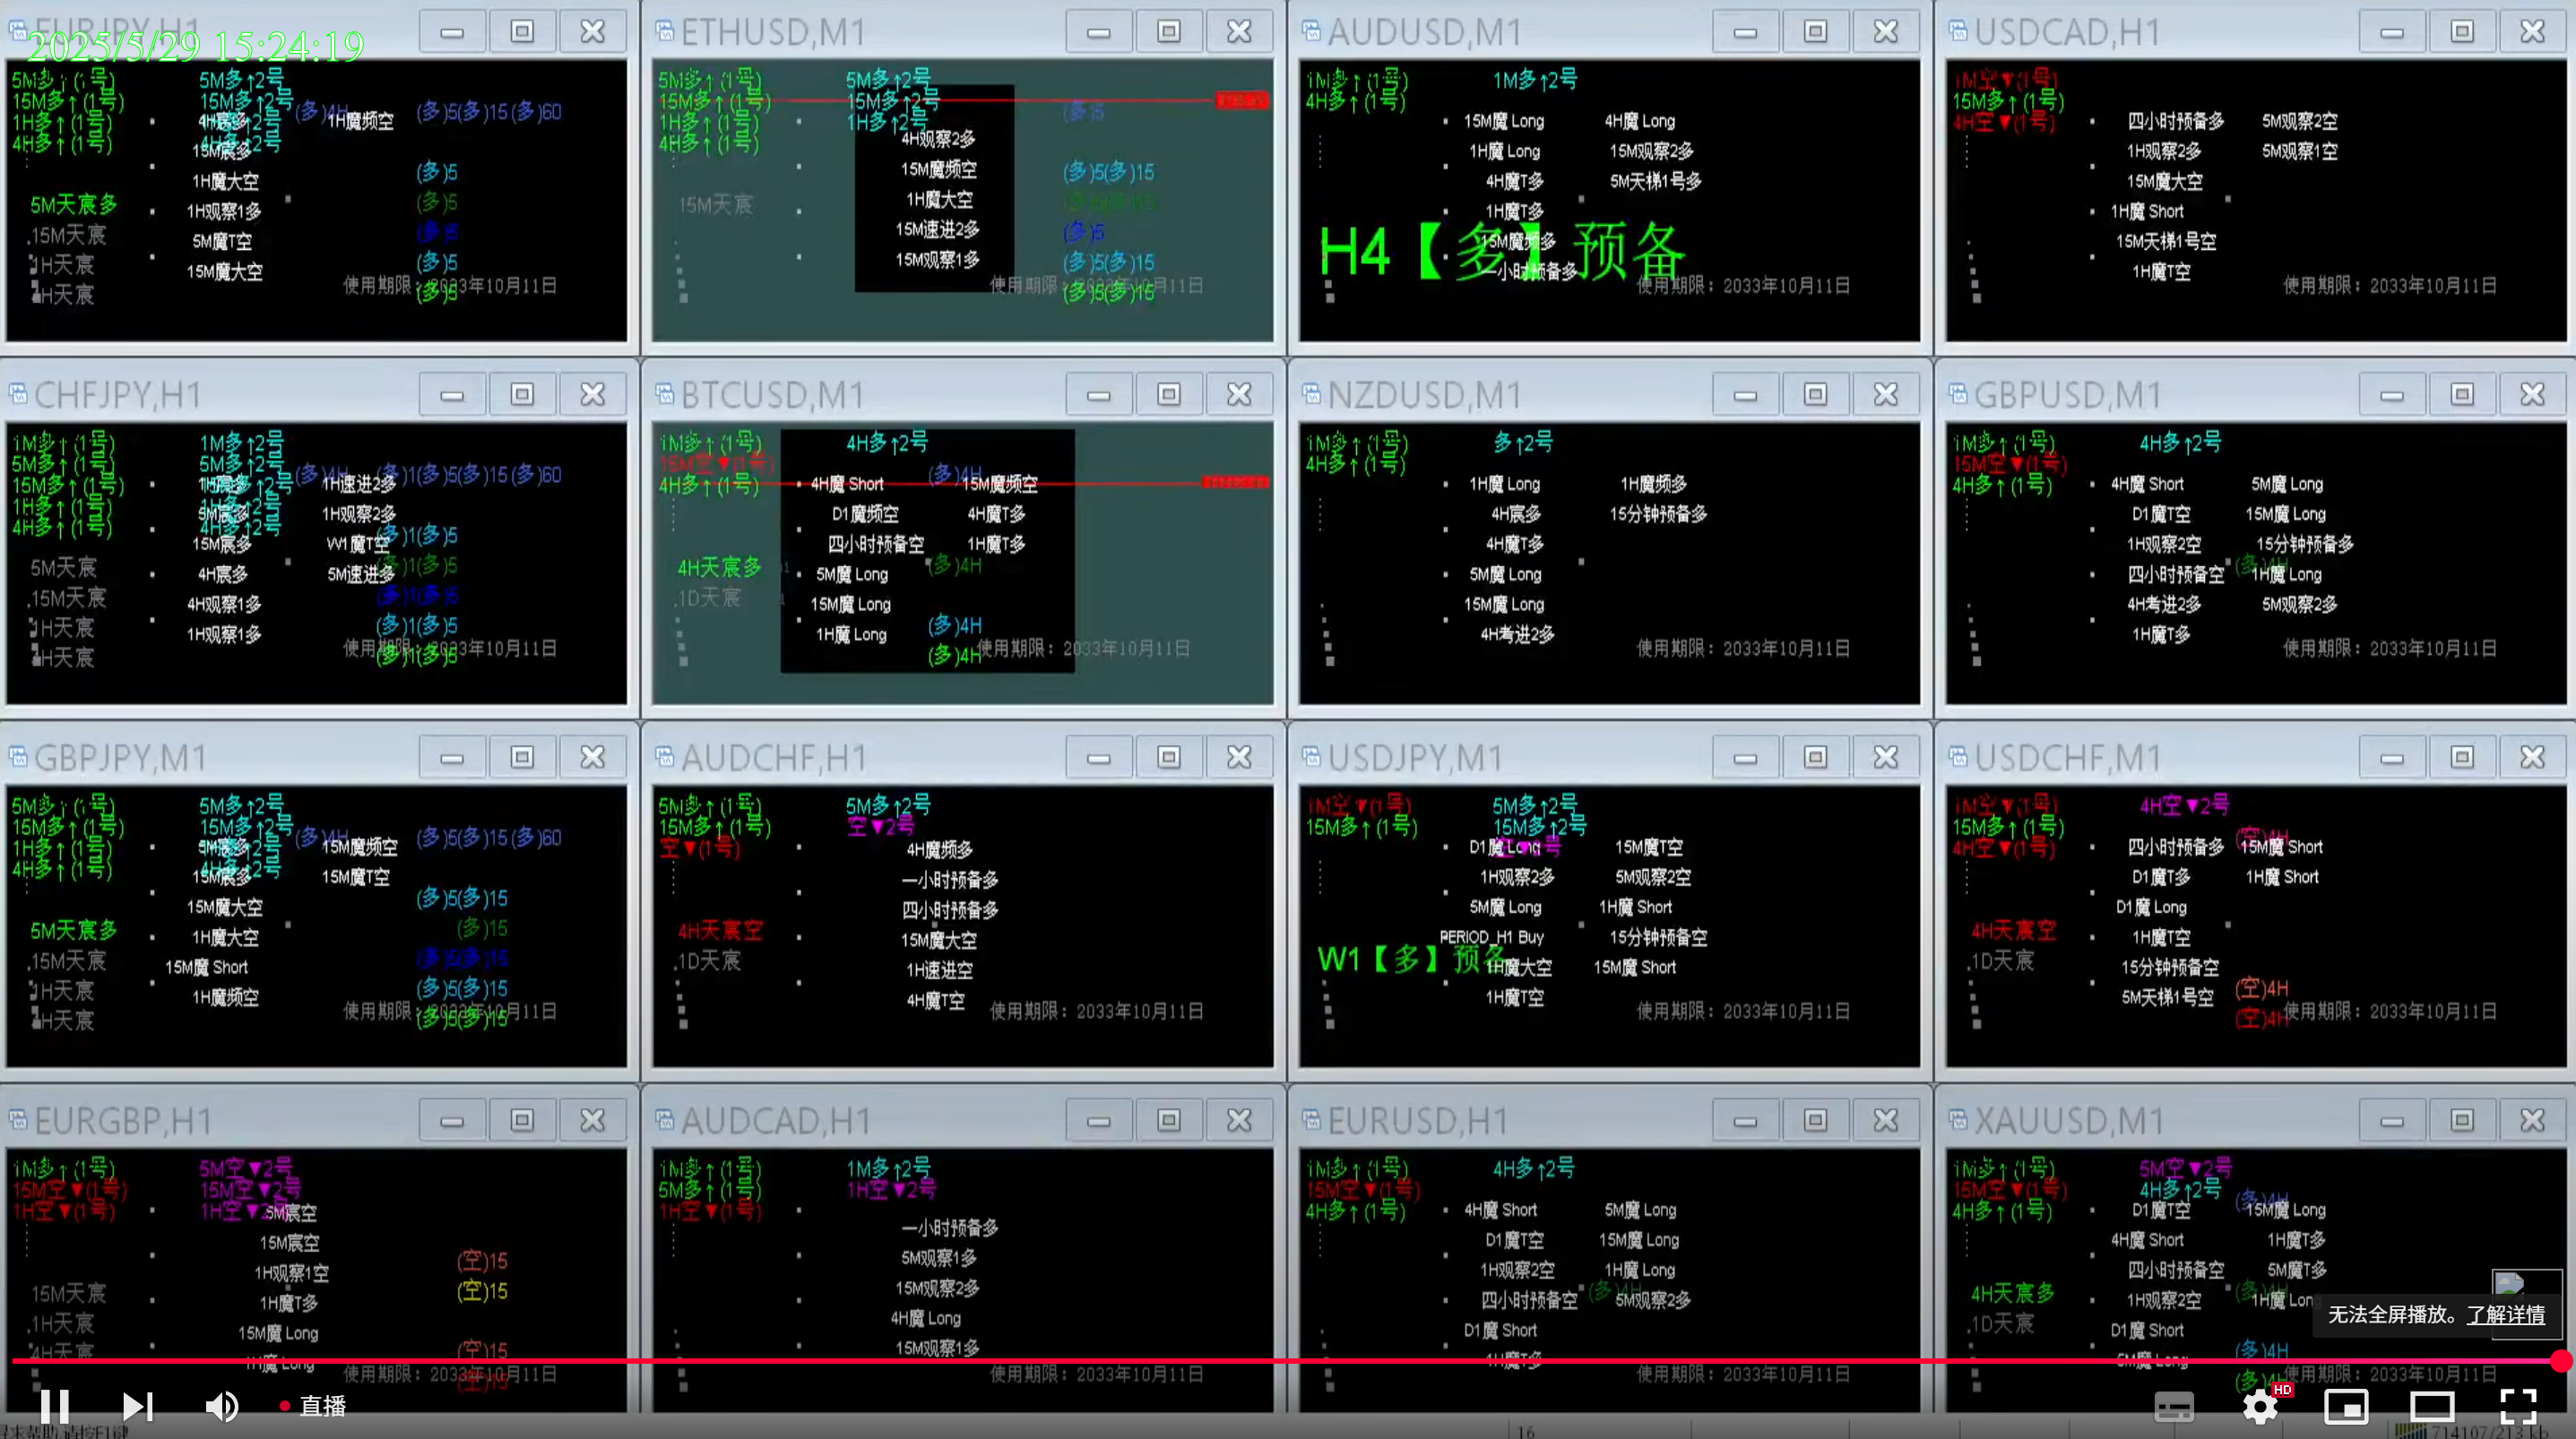 EURJPY,H1
2025/5/29 15:24:19
5M多↑(1号) 5M多↑2号
15M多↑(1号) 15M多↑2号
1H多↑(1号) 4H宸多 (多)4H 1H魔频空 (多)5(多)15(多)60
4H多↑(1号) 4H多↑2号
15M宸多
1H魔大空 (多)5
5M天宸多 1H观察1多 (多)5
.15M天宸 5M魔T空 (多)5
1H天宸 15M魔大空 (多)5
4H天宸 使用期限：2033年10月11日 (多)5
ETHUSD,M1
5M多↑(1号) 5M多↑2号
15M多↑(1号) 15M多↑2号 (多)5
1H多↑(1号) 1H多↑2号
4H多↑(1号) 4H观察2多
15M魔频空 (多)5(多)15
15M天宸 1H魔大空
15M速进2多 (多)5
15M观察1多 (多)5(多)15
使用期限：2033年10月11日 (多)5(多)15
AUDUSD,M1
1M多↑(1号) 1M多↑2号
4H多↑(1号)
15M魔 Long 4H魔 Long
1H魔 Long 15M观察2多
4H魔T多 5M天梯1号多
1H魔T多
H4【多】预备
15M魔频多
一小时预备多
使用期限：2033年10月11日
USDCAD,H1
1M空▼(1号)
15M多↑(1号)
4H空▼(1号) 四小时预备多 5M观察2空
1H观察2多 5M观察1空
15M魔大空
1H魔 Short
15M天梯1号空
1H魔T空
使用期限：2033年10月11日
CHFJPY,H1
1M多↑(1号) 1M多↑2号
5M多↑(1号) 5M多↑2号
15M多↑(1号) 15M多↑2号 (多)4H 1H速进2多 (多)1(多)5(多)15(多)60
1H多↑(1号) 5M宸多 1H观察2多
4H多↑(1号) 4H多↑2号 (多)1(多)5
15M宸多 W1魔T空
5M天宸 4H宸多 5M速进多 (多)1(多)5
.15M天宸 4H观察1多 (多)1(多)5
1H天宸 1H观察1多 (多)1(多)5
4H天宸 使用期限：2033年10月11日 (多)1(多)5
BTCUSD,M1
1M多↑(1号) 4H多↑2号
15M空▼(1号)
4H多↑(1号) 4H魔 Short (多)4H 15M魔频空
D1魔频空 4H魔T多
四小时预备空 1H魔T多
4H天宸多 5M魔 Long (多)4H
.1D天宸 15M魔 Long
1H魔 Long (多)4H
(多)4H 使用期限：2033年10月11日
NZDUSD,M1
1M多↑(1号) 多↑2号
4H多↑(1号)
1H魔 Long 1H魔频多
4H宸多 15分钟预备多
4H魔T多
5M魔 Long
15M魔 Long
4H考进2多
使用期限：2033年10月11日
GBPUSD,M1
1M多↑(1号) 4H多↑2号
15M空▼(1号)
4H多↑(1号) 4H魔 Short 5M魔 Long
D1魔T空 15M魔 Long
1H观察2空 15分钟预备多
四小时预备空 (多)4H 1H魔 Long
4H考进2多 5M观察2多
1H魔T多
使用期限：2033年10月11日
GBPJPY,M1
5M多↑(1号) 5M多↑2号
15M多↑(1号) 15M多↑2号
1H多↑(1号) 5M宸多 (多)4H 15M魔频空 (多)5(多)15(多)60
4H多↑(1号) 4H多↑2号
15M宸多 15M魔T空
15M魔大空 (多)5(多)15
5M天宸多 1H魔大空 (多)15
.15M天宸 15M魔 Short (多)5(多)15
1H天宸 1H魔频空 (多)5(多)15
4H天宸 使用期限：2033年10月11日 (多)5(多)15
AUDCHF,H1
5M多↑(1号) 5M多↑2号
15M多↑(1号) 空▼2号
空▼(1号) 4H魔频多
一小时预备多
四小时预备多
4H天宸空 15M魔大空
.1D天宸 1H速进空
4H魔T空
使用期限：2033年10月11日
USDJPY,M1
1M空▼(1号) 5M多↑2号
15M多↑(1号) 15M多↑2号
D1魔 Long 15M魔T空
1H观察2多 5M观察2空
5M魔 Long 1H魔 Short
PERIOD_H1 Buy 15分钟预备空
W1【多】预备
1H魔大空 15M魔 Short
1H魔T空
使用期限：2033年10月11日
USDCHF,M1
1M空▼(1号) 4H空▼2号
15M多↑(1号)
4H空▼(1号) 四小时预备多 (空)4H 15M魔 Short
D1魔T多 1H魔 Short
D1魔 Long
4H天宸空 1H魔T空
.1D天宸 15分钟预备空
5M天梯1号空 (空)4H
(空)4H 使用期限：2033年10月11日
EURGBP,H1
1M多↑(1号) 5M空▼2号
15M空▼(1号) 15M空▼2号
1H空▼(1号) 1H空▼2号 5M宸空
15M宸空 (空)15
1H观察1空 (空)15
15M天宸 1H魔T多
.1H天宸 15M魔 Long
4H天宸 1H魔 Long (空)15
使用期限：2033年10月11日 (空)15
AUDCAD,H1
1M多↑(1号) 1M多↑2号
5M多↑(1号) 1H空▼2号
1H空▼(1号) 一小时预备多
5M观察1多
15M观察2多
4H魔 Long
15M观察1多
使用期限：2033年10月11日
EURUSD,H1
1M多↑(1号) 4H多↑2号
15M空▼(1号)
4H多↑(1号) 4H魔 Short 5M魔 Long
D1魔T空 15M魔 Long
1H观察2空 1H魔 Long
四小时预备空 (多)4H 5M观察2多
D1魔 Short
1H魔T多
使用期限：2033年10月11日
XAUUSD,M1
1M多↑(1号) 5M空▼2号
15M空▼(1号) 4H多↑2号
4H多↑(1号) D1魔T空 (多)4H 15M魔 Long
4H魔 Short 1H魔T多
四小时预备空 5M魔T多
4H天宸多 1H观察2空 (多)4H 1H魔 Long
.1D天宸 D1魔 Short
5M魔 Long (多)4H
(多)4H 使用期限：2033年10月11日
无法全屏播放。了解详情
直播
HD
16
714107/213 kb